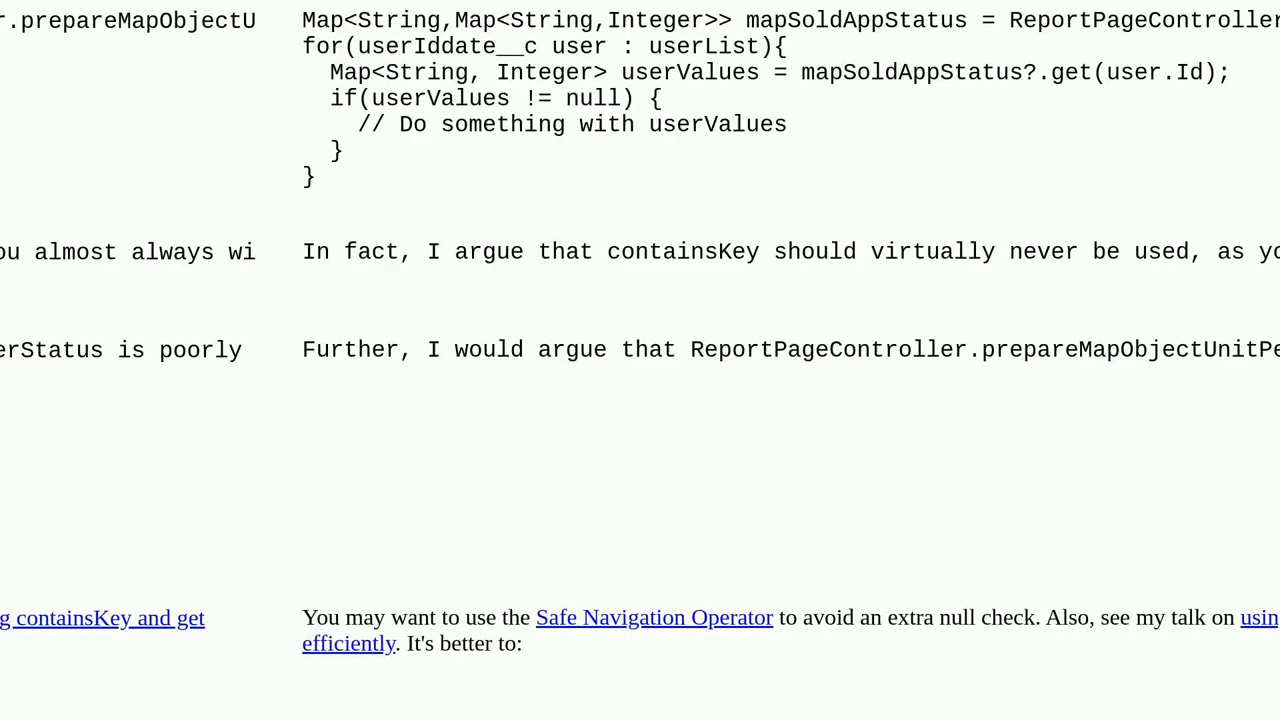 r.prepareMapObjectU
Map<String,Map<String,Integer>> mapSoldAppStatus = ReportPageController
for(userIddate__c user : userList){
  Map<String, Integer> userValues = mapSoldAppStatus?.get(user.Id);
  if(userValues != null) {
    // Do something with userValues
  }
}
ou almost always wi
In fact, I argue that containsKey should virtually never be used, as yo
erStatus is poorly
Further, I would argue that ReportPageController.prepareMapObjectUnitPe
g containsKey and get
You may want to use the Safe Navigation Operator to avoid an extra null check. Also, see my talk on usin
efficiently. It's better to: